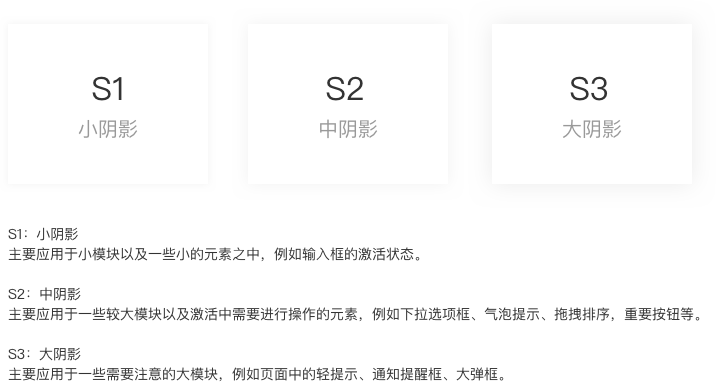 S1
小阴影
S2
中阴影
S3
大阴影
S1：小阴影
主要应用于小模块以及一些小的元素之中，例如输入框的激活状态。
S2：中阴影
主要应用于一些较大模块以及激活中需要进行操作的元素，例如下拉选项框、气泡提示、拖拽排序，重要按钮等。
S3：大阴影
主要应用于一些需要注意的大模块，例如页面中的轻提示、通知提醒框、大弹框。